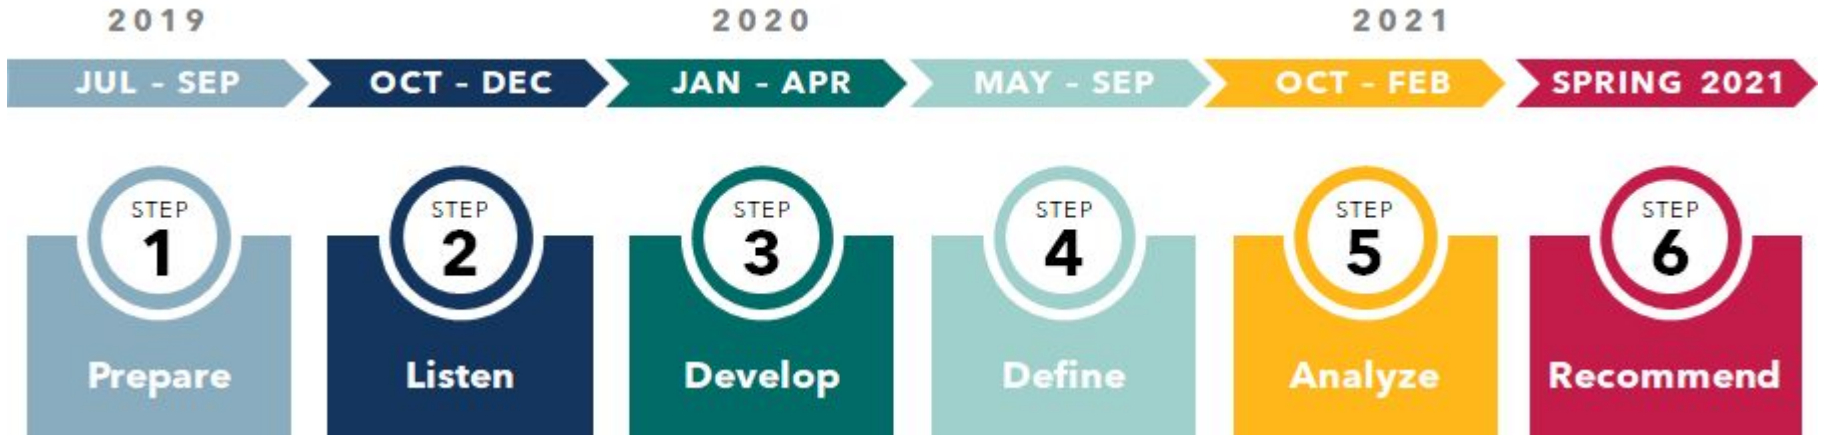 2019 2020 2021
JUL – SEP OCT – DEC JAN – APR MAY – SEP OCT – FEB SPRING 2021
STEP STEP STEP STEP STEP STEP
1 2 3 4 5 6
Prepare Listen Develop Define Analyze Recommend